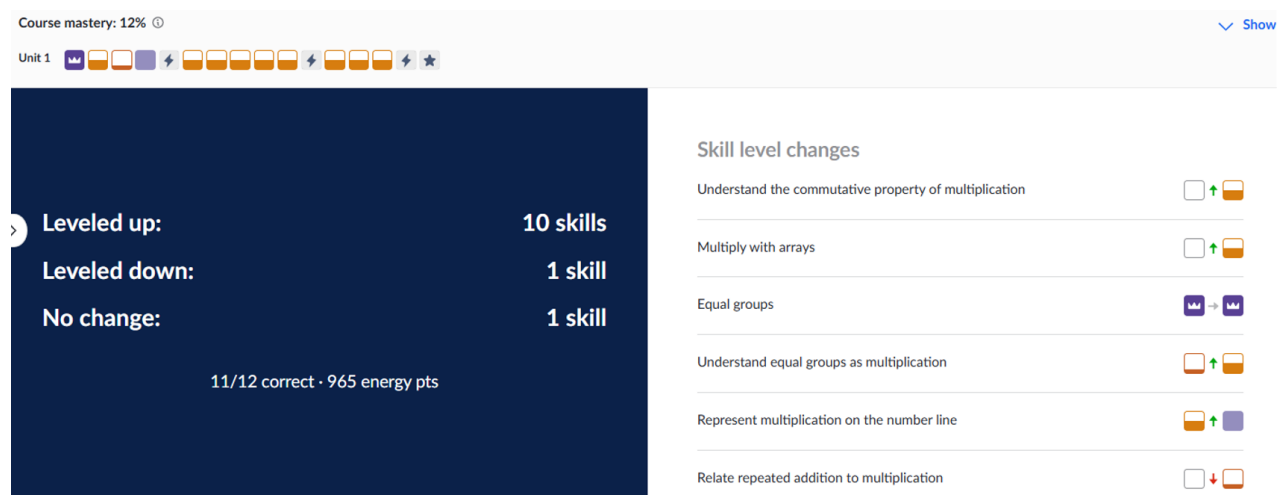 Course mastery: 12%
Show
Unit 1
Leveled up: 10 skills
Leveled down: 1 skill
No change: 1 skill
11/12 correct · 965 energy pts
Skill level changes
Understand the commutative property of multiplication
Multiply with arrays
Equal groups
Understand equal groups as multiplication
Represent multiplication on the number line
Relate repeated addition to multiplication